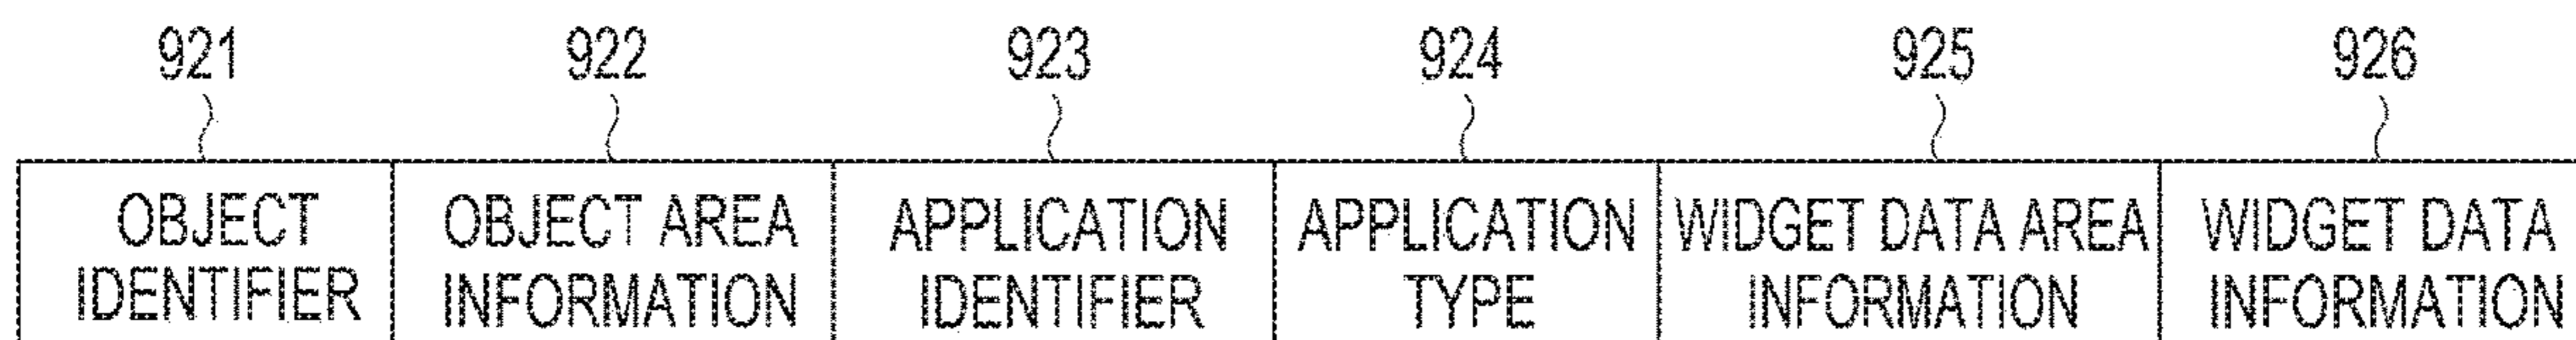 921 922 923 924 925 926
OBJECT OBJECT AREA APPLICATION APPLICATION WIDGET DATA AREA WIDGET DATA
IDENTIFIER INFORMATION IDENTIFIER TYPE INFORMATION INFORMATION